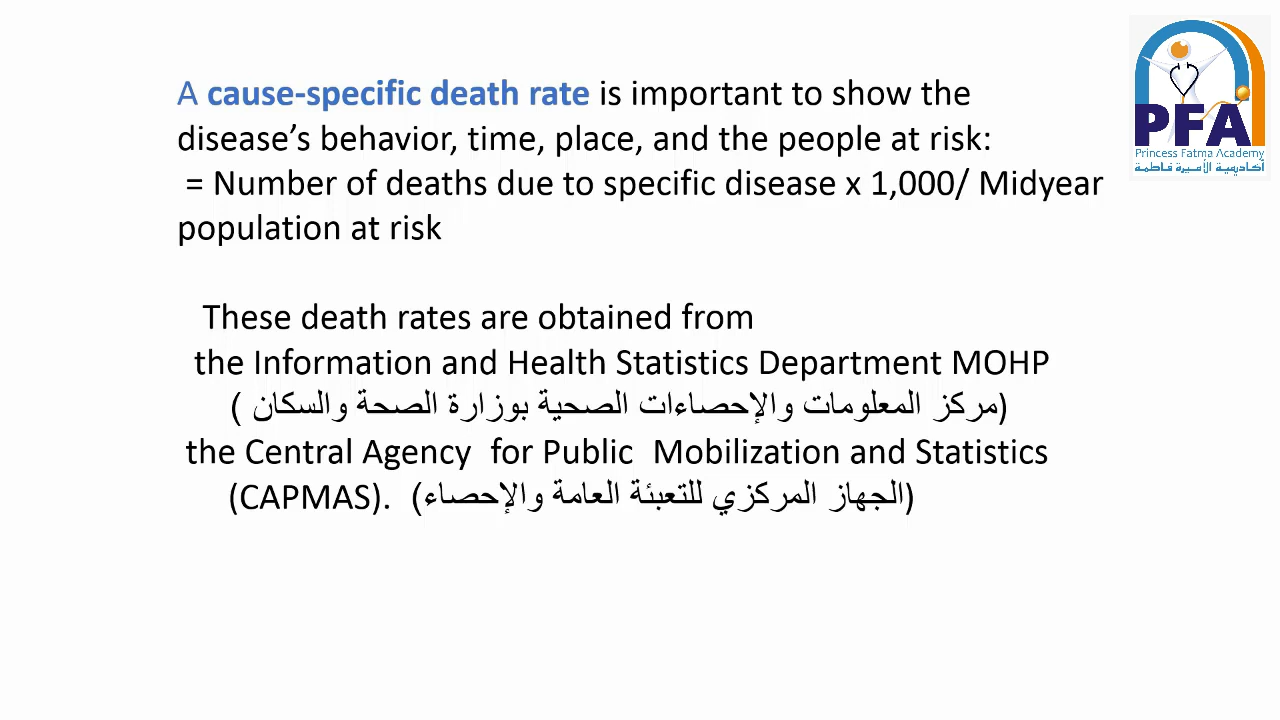 A cause-specific death rate is important to show the
disease’s behavior, time, place, and the people at risk:
= Number of deaths due to specific disease x 1,000/ Midyear
population at risk
These death rates are obtained from
the Information and Health Statistics Department MOHP
(مركز المعلومات والإحصاءات الصحية بوزارة الصحة والسكان )
the Central Agency for Public Mobilization and Statistics
(CAPMAS). (الجهاز المركزي للتعبئة العامة والإحصاء)
PFA
Princess Fatma Academy
أكاديمية الأميرة فاطمة